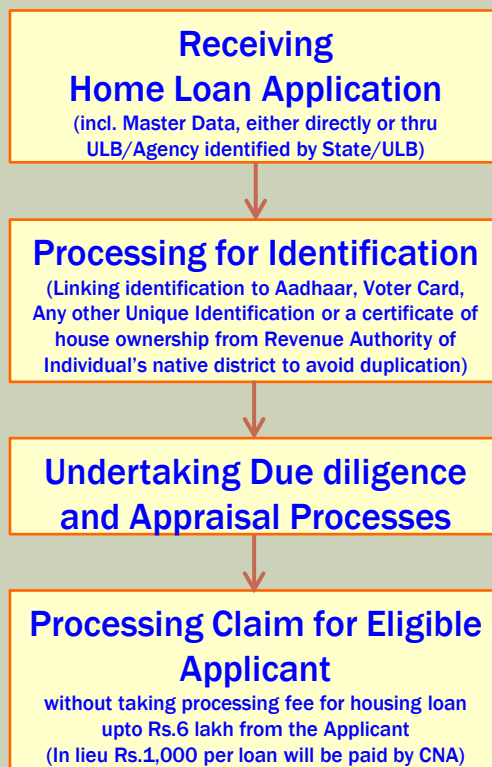 Receiving
Home Loan Application
(incl. Master Data, either directly or thru
ULB/Agency identified by State/ULB)
Processing for Identification
(Linking identification to Aadhaar, Voter Card,
Any other Unique Identification or a certificate of
house ownership from Revenue Authority of
Individual's native district to avoid duplication)
Undertaking Due diligence
and Appraisal Processes
Processing Claim for Eligible
Applicant
without taking processing fee for housing loan
upto Rs.6 lakh from the Applicant
(In lieu Rs.1,000 per loan will be paid by CNA)